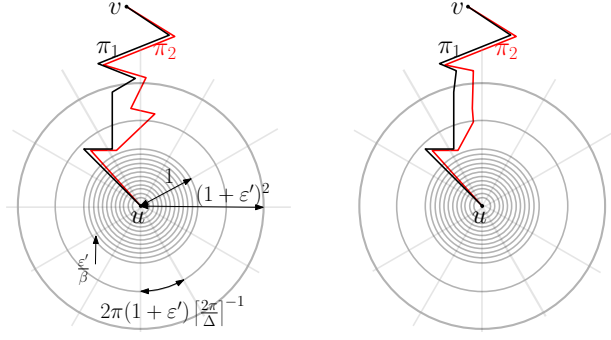 v
π₁ π₂
1
(1 + ε′)²
u
ε′/β
2π(1 + ε′)⌈2π/Δ⌉⁻¹
v
π₁ π₂
u